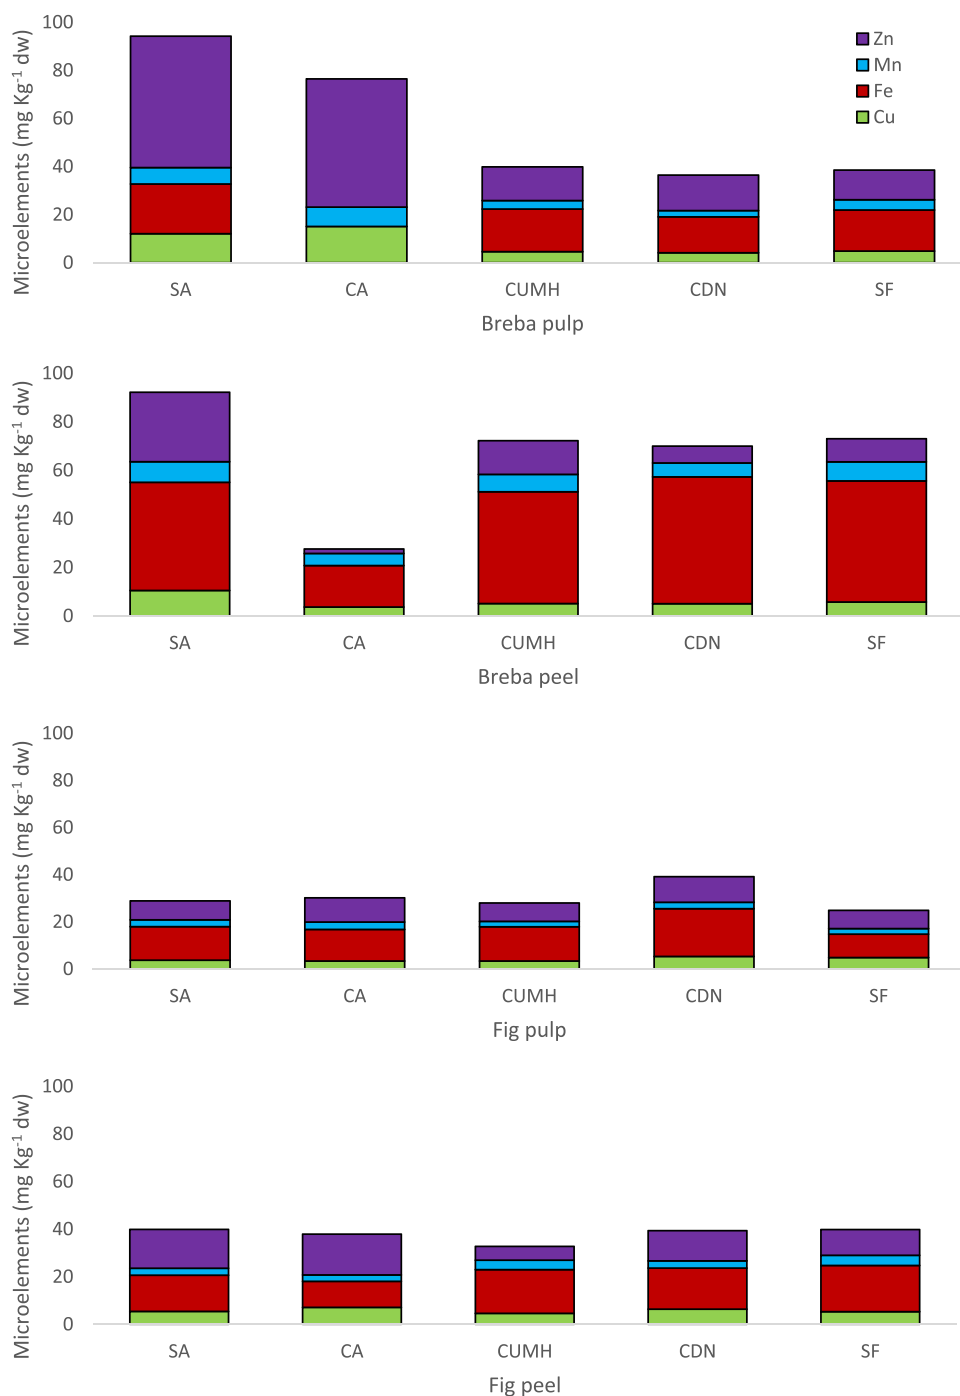 Microelements (mg Kg⁻¹ dw)
100
80
60
40
20
0
Zn
Mn
Fe
Cu
SA CA CUMH CDN SF
Breba pulp
Microelements (mg Kg⁻¹ dw)
100
80
60
40
20
0
SA CA CUMH CDN SF
Breba peel
Microelements (mg Kg⁻¹ dw)
100
80
60
40
20
0
SA CA CUMH CDN SF
Fig pulp
Microelements (mg Kg⁻¹ dw)
100
80
60
40
20
0
SA CA CUMH CDN SF
Fig peel